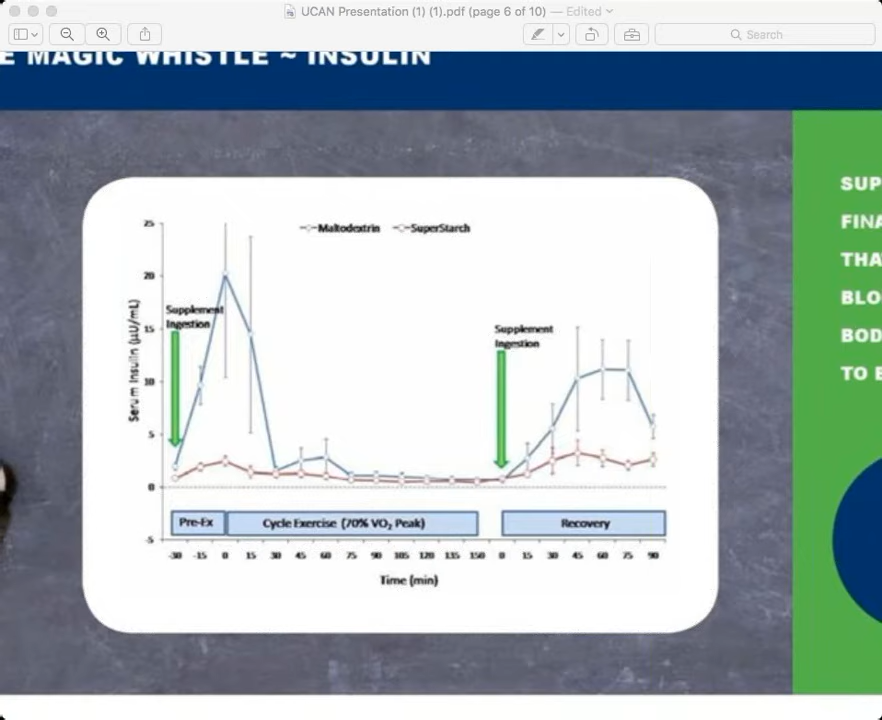 UCAN Presentation (1) (1).pdf (page 6 of 10) — Edited
Search
E MAGIC WHISTLE ~ INSULIN
Maltodextrin SuperStarch
25
20
15
10
5
0
-5
Serum Insulin (µU/mL)
Supplement
Ingestion
Supplement
Ingestion
Pre-Ex
Cycle Exercise (70% VO₂ Peak)
Recovery
-30 -15 0 15 30 45 60 75 90 105 120 135 150 0 15 30 45 60 75 90
Time (min)
SUP
FINA
THA
BLO
BOD
TO E